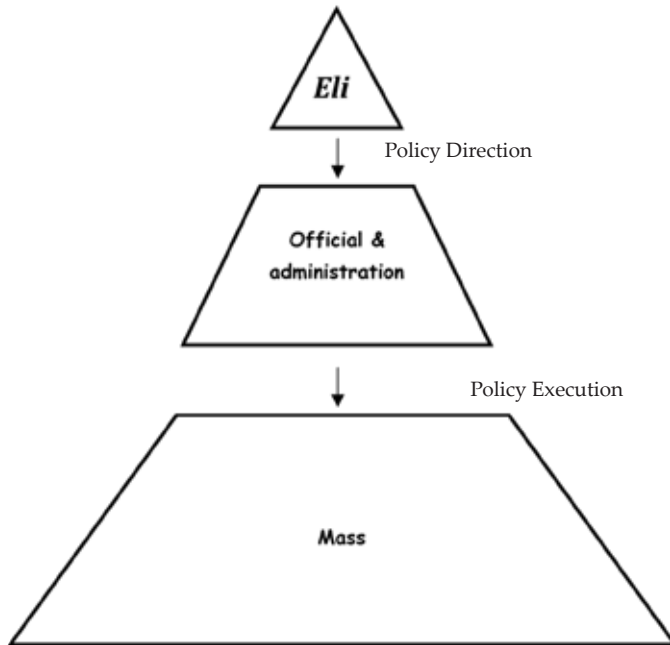 Eli
Policy Direction
Official &
administration
Policy Execution
Mass